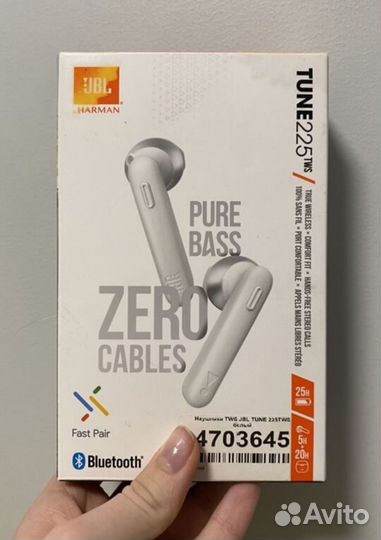 JBL
HARMAN
TUNE225TWS
TRUE WIRELESS • COMFORT FIT • HANDS-FREE STEREO CALLS
100% SANS FIL • PORT CONFORTABLE • APPELS MAINS LIBRES STÉRÉO
PURE
BASS
ZERO
CABLES
25H
5H
+
20H
Fast Pair
Bluetooth®
Наушники TWS JBL TUNE 225TWS
белый
4703645
Avito